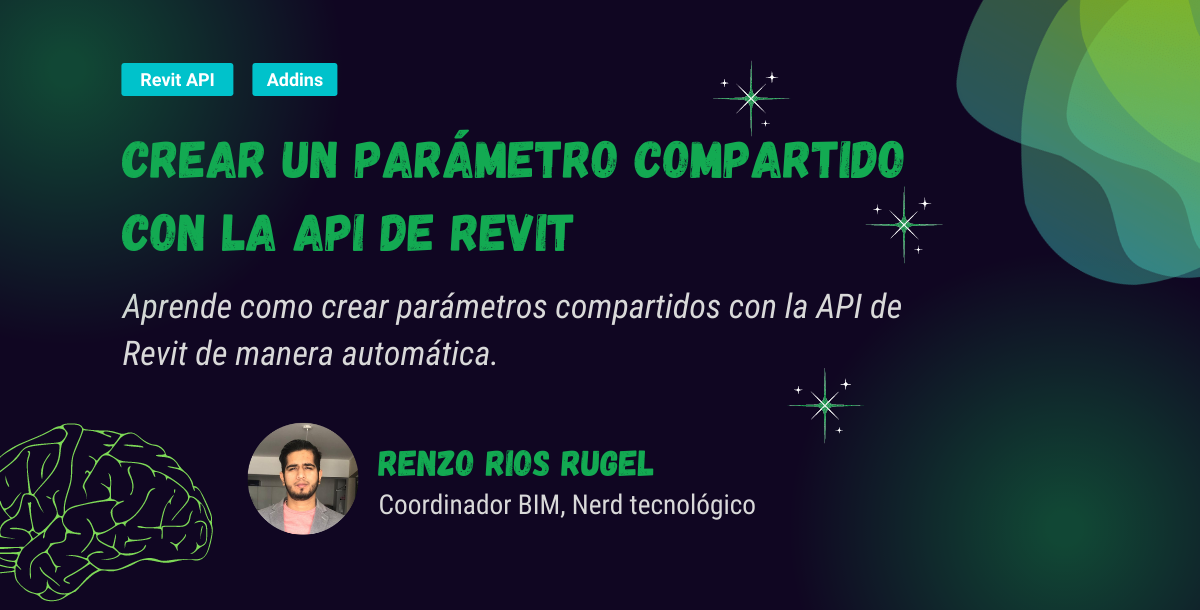 Revit API Addins
CREAR UN PARÁMETRO COMPARTIDO
CON LA API DE REVIT
Aprende como crear parámetros compartidos con la API de
Revit de manera automática.
RENZO RIOS RUGEL
Coordinador BIM, Nerd tecnológico